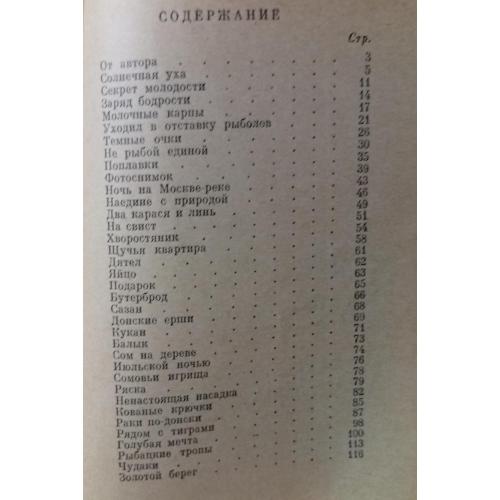 СОДЕРЖАНИЕ
Стр.
От автора . . . . . . . . 3
Солнечная уха . . . . . . . . 5
Секрет молодости . . . . . . . . 11
Заряд бодрости . . . . . . . . 14
Молочные карпы . . . . . . . . 17
Уходил в отставку рыболов . . . . 21
Темные очки . . . . . . . . 26
Не рыбой единой . . . . . . . . 30
Поплавки . . . . . . . . 35
Фотоснимок . . . . . . . . 39
Ночь на Москве-реке . . . . . . 43
Наедине с природой . . . . . . 46
Два карася и линь . . . . . . 49
На свист . . . . . . . . 51
Хворостяник . . . . . . . . 54
Щучья квартира . . . . . . . . 58
Дятел . . . . . . . . 61
Яйцо . . . . . . . . 62
Подарок . . . . . . . . 63
Бутерброд . . . . . . . . 65
Сазан . . . . . . . . 66
Донские ерши . . . . . . . . 68
Кукан . . . . . . . . 69
Балык . . . . . . . . 71
Сом на дереве . . . . . . . . 73
Июльской ночью . . . . . . . . 74
Сомовьи игрища . . . . . . . . 76
Ряска . . . . . . . . 78
Ненастоящая насадка . . . . . . 79
Кованые крючки . . . . . . . . 82
Раки по-донски . . . . . . . . 85
Рядом с тиграми . . . . . . . . 87
Голубая мечта . . . . . . . . 98
Рыбацкие тропы . . . . . . . . 100
Чудаки . . . . . . . . 113
Золотой берег . . . . . . . . 116